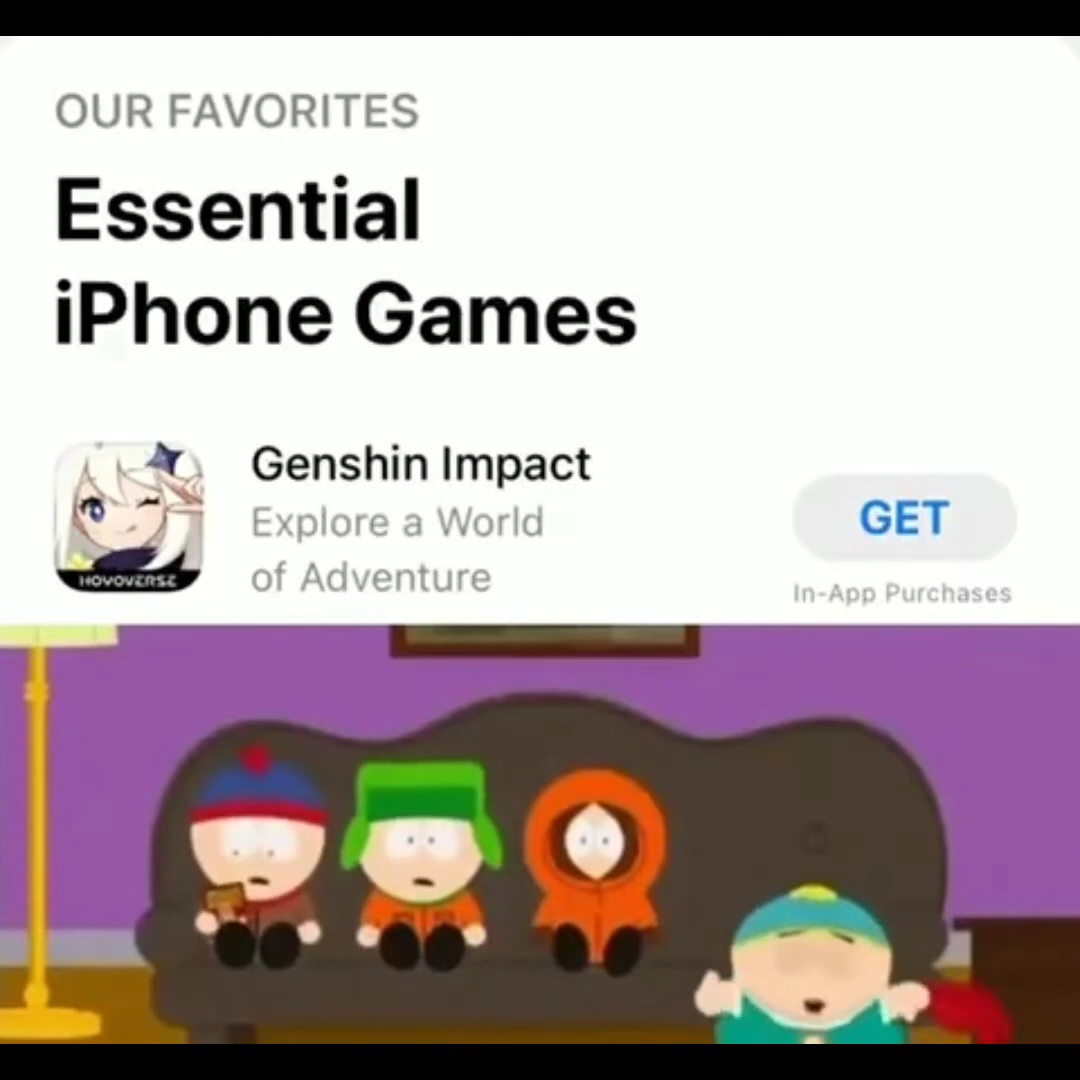 OUR FAVORITES
Essential
iPhone Games
Genshin Impact
Explore a World
of Adventure
GET
In-App Purchases
HOYOVERSE